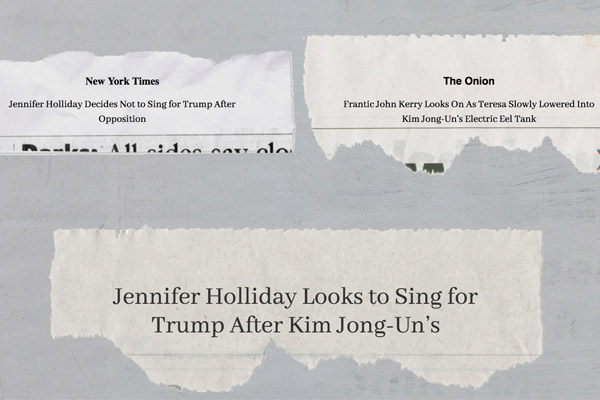 New York Times
Jennifer Holliday Decides Not to Sing for Trump After
Opposition
The Onion
Frantic John Kerry Looks On As Teresa Slowly Lowered Into
Kim Jong-Un's Electric Eel Tank
All sides say
Jennifer Holliday Looks to Sing for
Trump After Kim Jong-Un’s